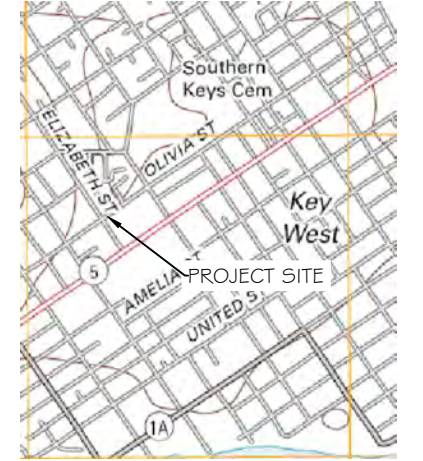 Southern
Keys Cem
ELIZABETH ST
OLIVIA ST
Key
West
5
PROJECT SITE
AMELIA ST
UNITED S
1A